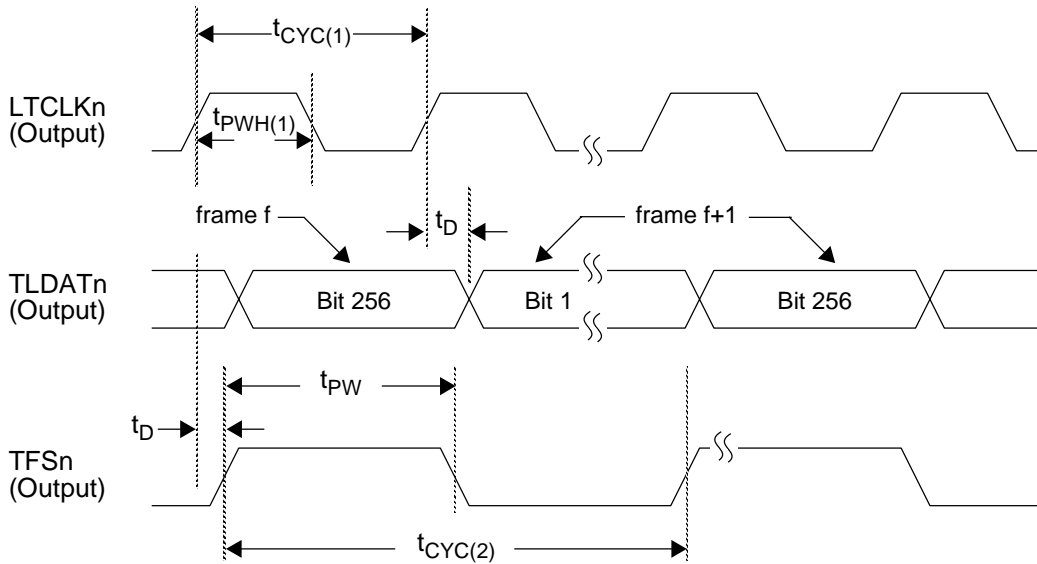 tCYC(1)
LTCLKn
(Output)
tPWH(1)
frame f
tD
frame f+1
TLDATn
(Output)
Bit 256
Bit 1
Bit 256
tPW
tD
TFSn
(Output)
tCYC(2)